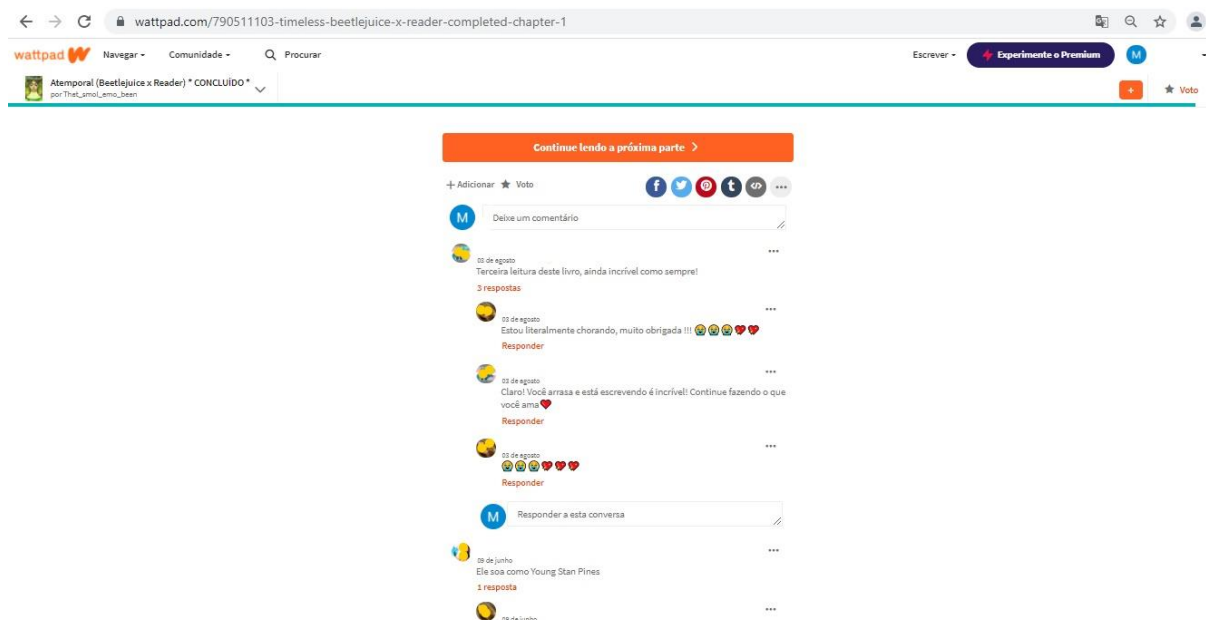 wattpad.com/790511103-timeless-beetlejuice-x-reader-completed-chapter-1
wattpad Navegar Comunidade Procurar Escrever Experimente o Premium M
Atemporal (Beetlejuice x Reader) * CONCLUÍDO *
por Thet_smol_emo_bean
+ Voto
Continue lendo a próxima parte
+ Adicionar Voto
M Deixe um comentário
03 de agosto
Terceira leitura deste livro, ainda incrível como sempre!
3 respostas
03 de agosto
Estou literalmente chorando, muito obrigada !!! 😭😭😭💖💖
Responder
03 de agosto
Claro! Você arrasa e está escrevendo é incrível! Continue fazendo o que
você ama❤
Responder
03 de agosto
😭😭😭💖💖💖
Responder
M Responder a esta conversa
09 de junho
Ele soa como Young Stan Pines
1 resposta
09 de junho